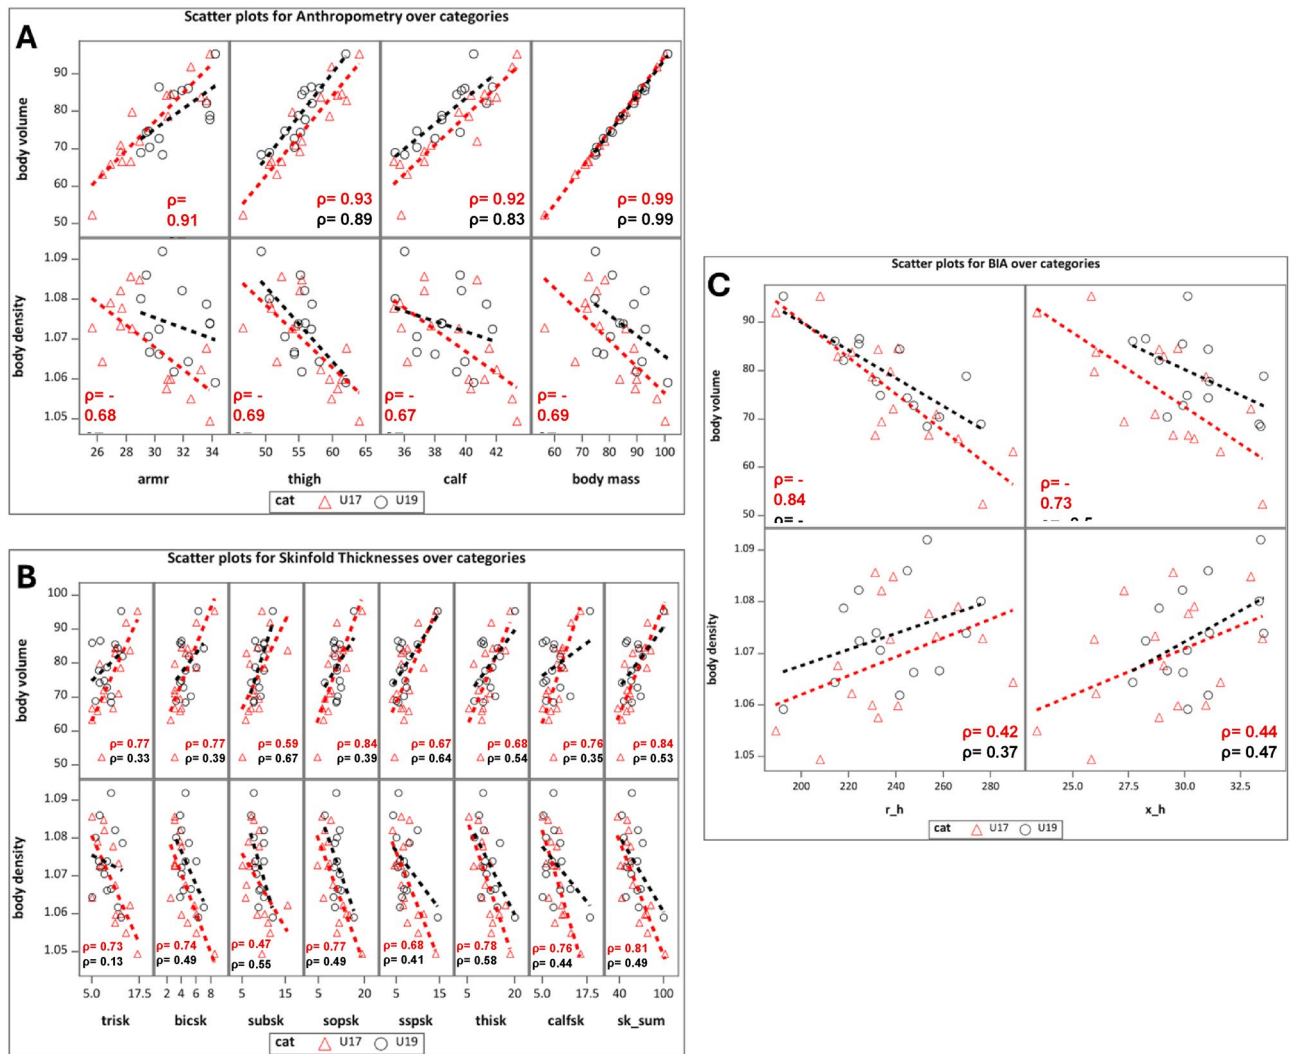 Scatter plots for Anthropometry over categories
A
body volume
90
80
70
60
50
ρ=
0.91
ρ= 0.93
ρ= 0.89
ρ= 0.92
ρ= 0.83
ρ= 0.99
ρ= 0.99
body density
1.09
1.08
1.07
1.06
1.05
ρ= -
0.68
ρ= -
0.69
ρ= -
0.67
ρ= -
0.69
26 28 30 32 34
50 55 60 65
36 38 40 42
60 70 80 90 100
armr thigh calf body mass
cat U17 U19
Scatter plots for Skinfold Thicknesses over categories
B
body volume
100
90
80
70
60
50
ρ= 0.77
ρ= 0.33
ρ= 0.77
ρ= 0.39
ρ= 0.59
ρ= 0.67
ρ= 0.84
ρ= 0.39
ρ= 0.67
ρ= 0.64
ρ= 0.68
ρ= 0.54
ρ= 0.76
ρ= 0.35
ρ= 0.84
ρ= 0.53
body density
1.09
1.08
1.07
1.06
1.05
ρ= 0.73
ρ= 0.13
ρ= 0.74
ρ= 0.49
ρ= 0.47
ρ= 0.55
ρ= 0.77
ρ= 0.49
ρ= 0.68
ρ= 0.41
ρ= 0.78
ρ= 0.58
ρ= 0.76
ρ= 0.44
ρ= 0.81
ρ= 0.49
5.0 17.5
2 4 6 8
5 15
5 20
5 15
5 20
5.0 17.5
40 100
trisk bicsk subsk sopsk sspsk thisk calfsk sk_sum
cat U17 U19
Scatter plots for BIA over categories
C
body volume
90
80
70
60
50
ρ= -
0.84
ρ= -
ρ= -
0.73
body density
1.09
1.08
1.07
1.06
1.05
ρ= 0.42
ρ= 0.37
ρ= 0.44
ρ= 0.47
200 220 240 260 280
25.0 27.5 30.0 32.5
r_h x_h
cat U17 U19